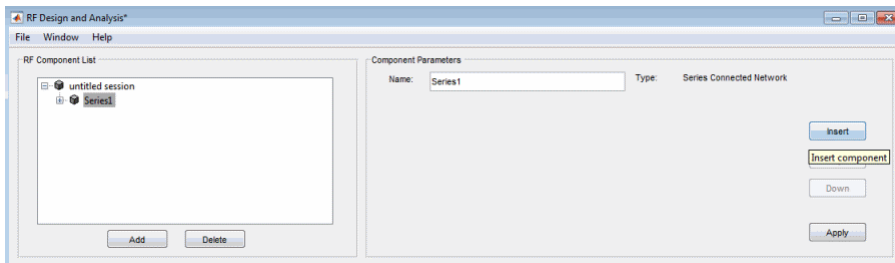 RF Design and Analysis*
File Window Help
RF Component List
untitled session
Series1
Add
Delete
Component Parameters
Name: Series1
Type: Series Connected Network
Insert
Insert component
Down
Apply